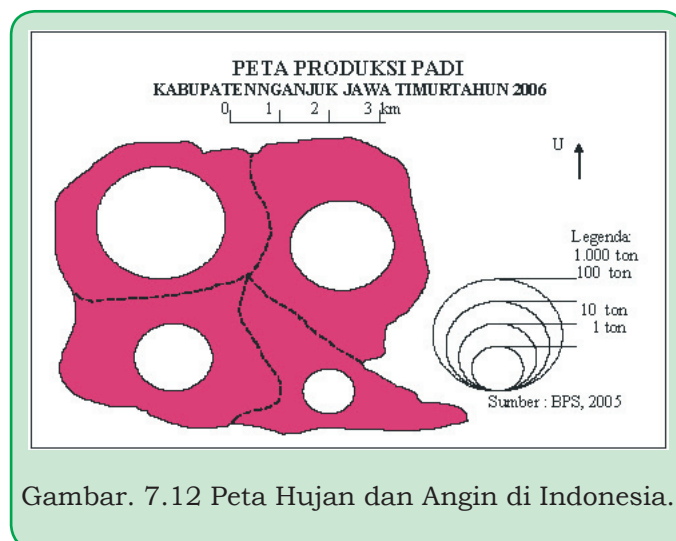 PETA PRODUKSI PADI
KABUPATENNGANJUK JAWA TIMURTAHUN 2006
0 1 2 3 km
U
Legenda:
1.000 ton
100 ton
10 ton
1 ton
Sumber : BPS, 2005
Gambar. 7.12 Peta Hujan dan Angin di Indonesia.